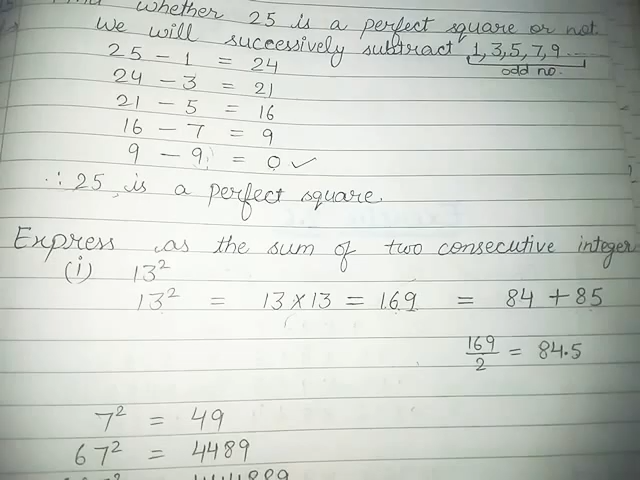 whether 25 is a perfect square or not.
We will successively subtract 1, 3, 5, 7, 9 ...
odd no.
25 - 1 = 24
24 - 3 = 21
21 - 5 = 16
16 - 7 = 9
9 - 9 = 0 ✓
∴ 25 is a perfect square.
Express as the sum of two consecutive integer
(i) 13²
13² = 13 × 13 = 169 = 84 + 85
169/2 = 84.5
7² = 49
67² = 4489